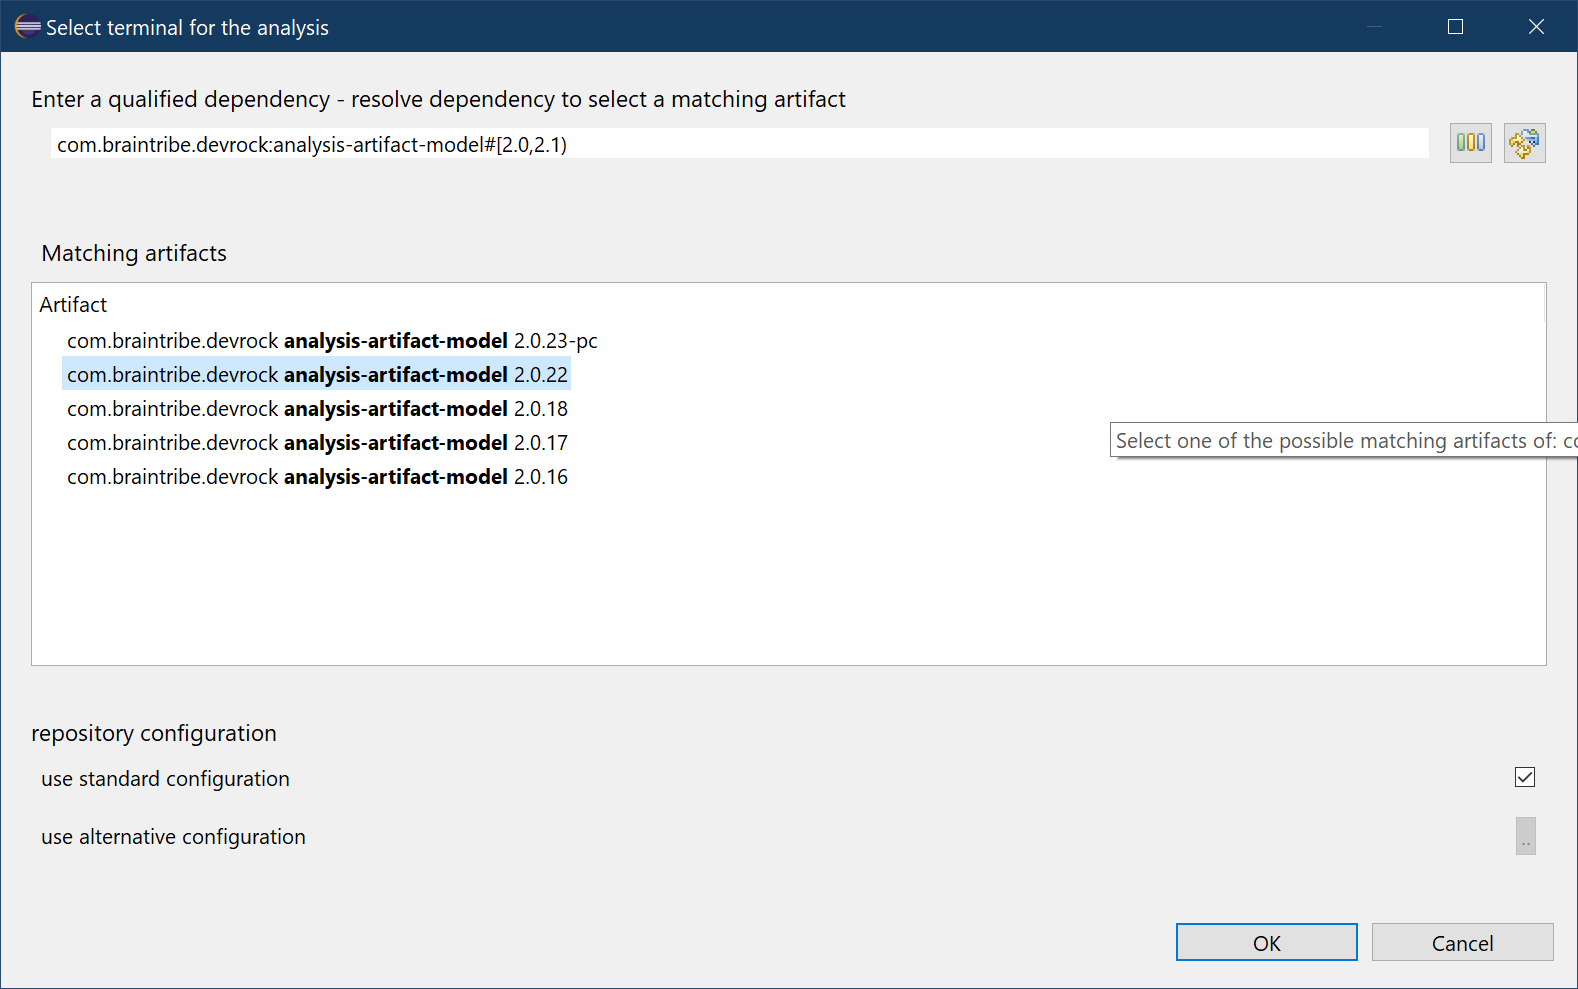 Select terminal for the analysis
Enter a qualified dependency - resolve dependency to select a matching artifact
com.braintribe.devrock:analysis-artifact-model#[2.0,2.1)
Matching artifacts
Artifact
com.braintribe.devrock analysis-artifact-model 2.0.23-pc
com.braintribe.devrock analysis-artifact-model 2.0.22
com.braintribe.devrock analysis-artifact-model 2.0.18
Select one of the possible matching artifacts of: co
com.braintribe.devrock analysis-artifact-model 2.0.17
com.braintribe.devrock analysis-artifact-model 2.0.16
repository configuration
use standard configuration
use alternative configuration
..
OK
Cancel